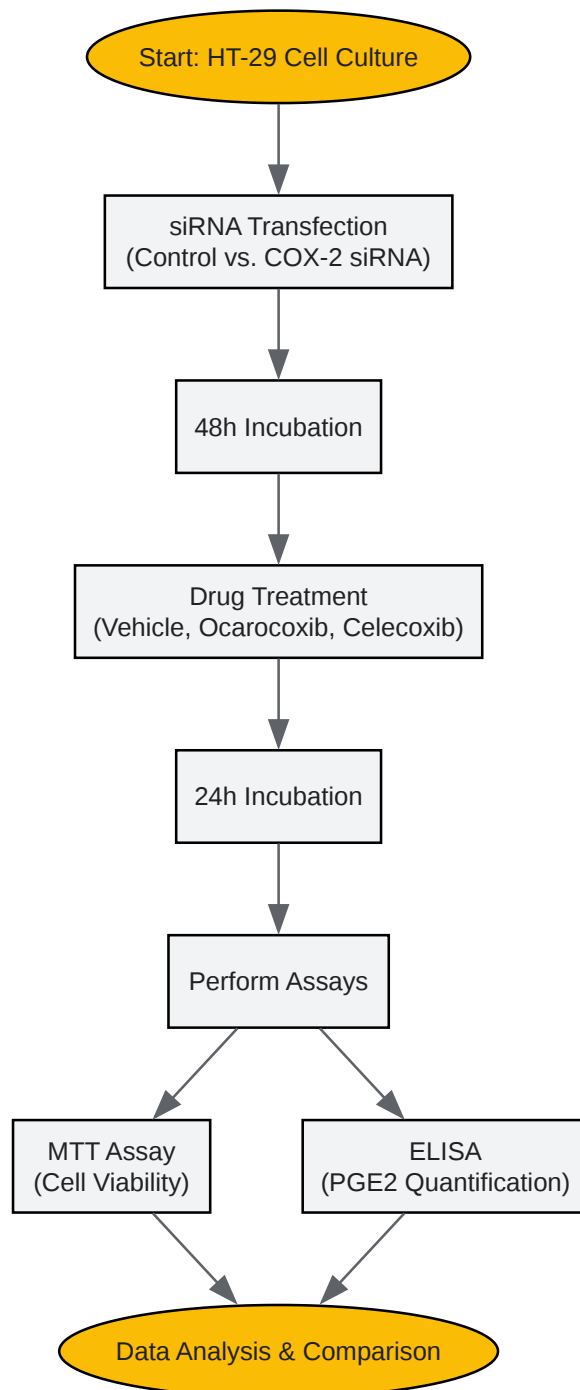 Start: HT-29 Cell Culture
siRNA Transfection
(Control vs. COX-2 siRNA)
48h Incubation
Drug Treatment
(Vehicle, Ocarocoxib, Celecoxib)
24h Incubation
Perform Assays
MTT Assay
(Cell Viability)
ELISA
(PGE2 Quantification)
Data Analysis & Comparison